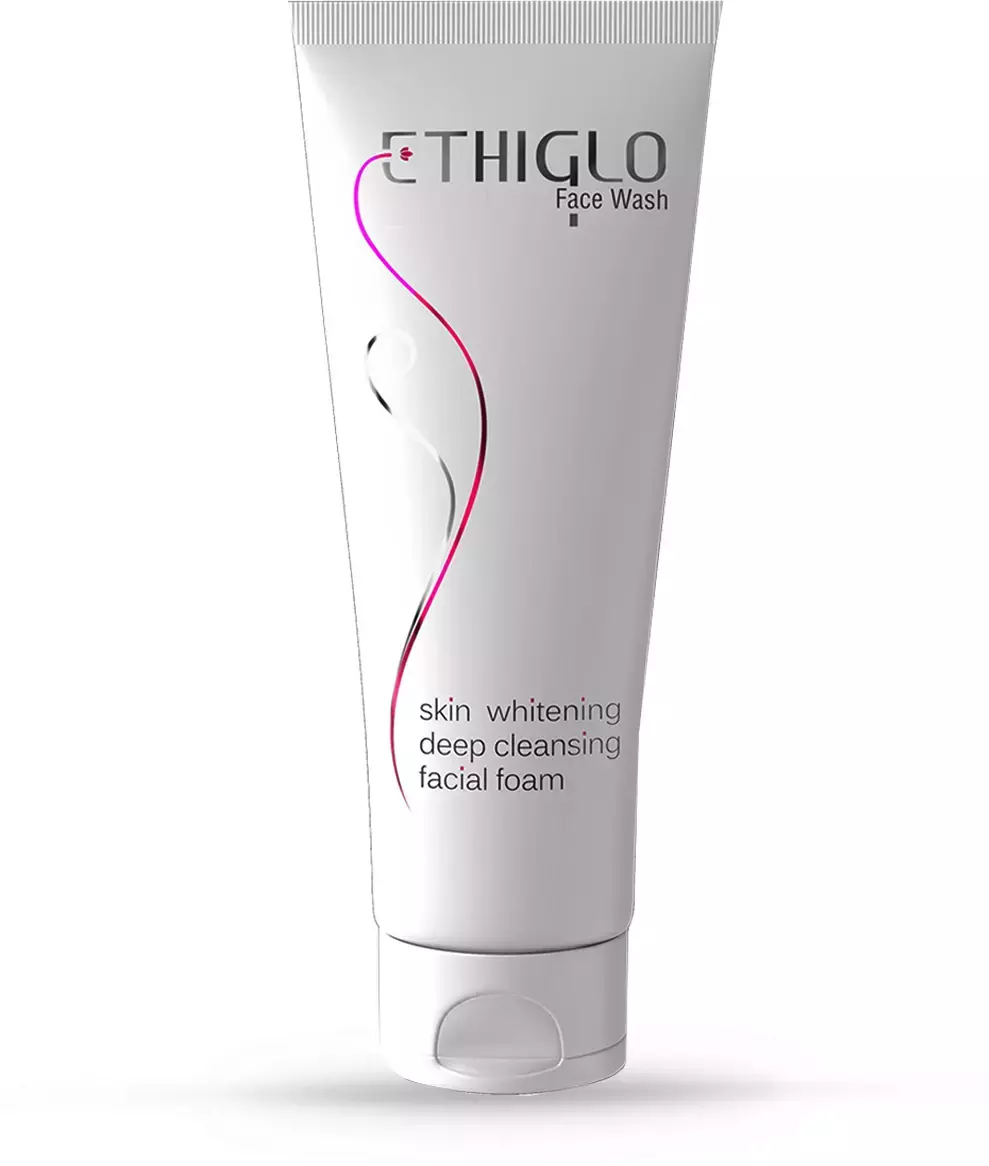 ETHIGLO
Face Wash
skin whitening
deep cleansing
facial foam